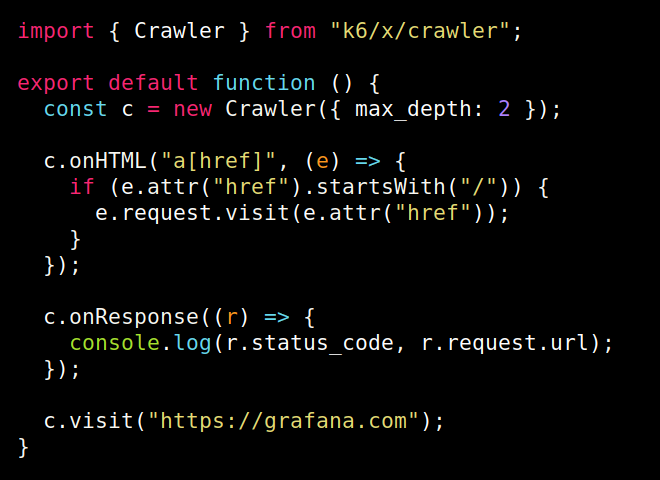 import { Crawler } from "k6/x/crawler";

export default function () {
  const c = new Crawler({ max_depth: 2 });

  c.onHTML("a[href]", (e) => {
    if (e.attr("href").startsWith("/")) {
      e.request.visit(e.attr("href"));
    }
  });

  c.onResponse((r) => {
    console.log(r.status_code, r.request.url);
  });

  c.visit("https://grafana.com");
}